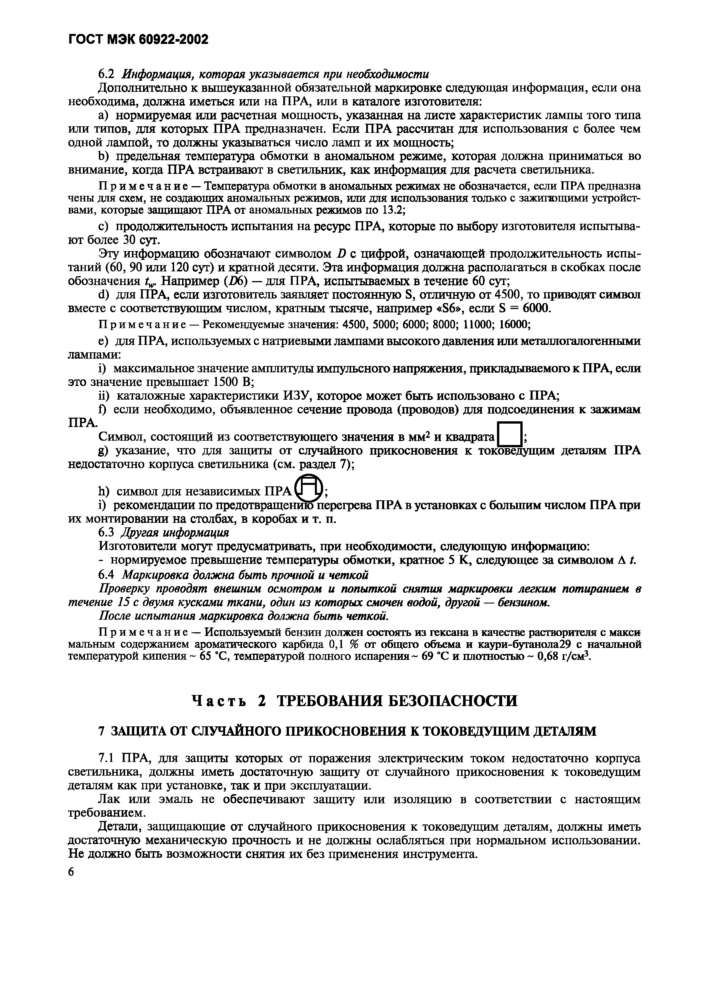 ГОСТ МЭК 60922-2002
6.2 Информация, которая указывается при необходимости
Дополнительно к вышеуказанной обязательной маркировке следующая информация, если она
необходима, должна иметься или на ПРА, или в каталоге изготовителя:
a) нормируемая или расчетная мощность, указанная на листе характеристик лампы того типа
или типов, для которых ПРА предназначен. Если ПРА рассчитан для использования с более чем
одной лампой, то должны указываться число ламп и их мощность;
b) предельная температура обмотки в аномальном режиме, которая должна приниматься во
внимание, когда ПРА встраивают в светильник, как информация для расчета светильника.
Примечание — Температура обмотки в аномальных режимах не обозначается, если ПРА предназна
чены для схем, не создающих аномальных режимов, или для использования только с зажигающими устройст-
вами, которые защищают ПРА от аномальных режимов по 13.2;
c) продолжительность испытания на ресурс ПРА, которые по выбору изготовителя испытыва-
ют более 30 сут.
Эту информацию обозначают символом D с цифрой, означающей продолжительность испы-
таний (60, 90 или 120 сут) и кратной десяти. Эта информация должна располагаться в скобках после
обозначения tw. Например (D6) — для ПРА, испытываемых в течение 60 сут;
d) для ПРА, если изготовитель заявляет постоянную S, отличную от 4500, то приводят символ
вместе с соответствующим числом, кратным тысяче, например «S6», если S = 6000.
Примечание — Рекомендуемые значения: 4500, 5000; 6000; 8000; 11000; 16000;
e) для ПРА, используемых с натриевыми лампами высокого давления или металлогалогенными
лампами:
i) максимальное значение амплитуды импульсного напряжения, прикладываемого к ПРА, если
это значение превышает 1500 В;
ii) каталожные характеристики ИЗУ, которое может быть использовано с ПРА;
f) если необходимо, объявленное сечение провода (проводов) для подсоединения к зажимам
ПРА.
Символ, состоящий из соответствующего значения в мм² и квадрата ;
g) указание, что для защиты от случайного прикосновения к токоведущим деталям ПРА
недостаточно корпуса светильника (см. раздел 7);
h) символ для независимых ПРА ;
i) рекомендации по предотвращению перегрева ПРА в установках с большим числом ПРА при
их монтировании на столбах, в коробах и т. п.
6.3 Другая информация
Изготовители могут предусматривать, при необходимости, следующую информацию:
- нормируемое превышение температуры обмотки, кратное 5 К, следующее за символом Δ t.
6.4 Маркировка должна быть прочной и четкой
Проверку проводят внешним осмотром и попыткой снятия маркировки легким потиранием в
течение 15 с двумя кусками ткани, один из которых смочен водой, другой — бензином.
После испытания маркировка должна быть четкой.
Примечание — Используемый бензин должен состоять из гексана в качестве растворителя с макси
мальным содержанием ароматического карбида 0,1 % от общего объема и каури-бутанола29 с начальной
температурой кипения ~ 65 °С, температурой полного испарения ~ 69 °С и плотностью ~ 0,68 г/см³.
Часть 2 ТРЕБОВАНИЯ БЕЗОПАСНОСТИ
7 ЗАЩИТА ОТ СЛУЧАЙНОГО ПРИКОСНОВЕНИЯ К ТОКОВЕДУЩИМ ДЕТАЛЯМ
7.1 ПРА, для защиты которых от поражения электрическим током недостаточно корпуса
светильника, должны иметь достаточную защиту от случайного прикосновения к токоведущим
деталям как при установке, так и при эксплуатации.
Лак или эмаль не обеспечивают защиту или изоляцию в соответствии с настоящим
требованием.
Детали, защищающие от случайного прикосновения к токоведущим деталям, должны иметь
достаточную механическую прочность и не должны ослабляться при нормальном использовании.
Не должно быть возможности снятия их без применения инструмента.
6